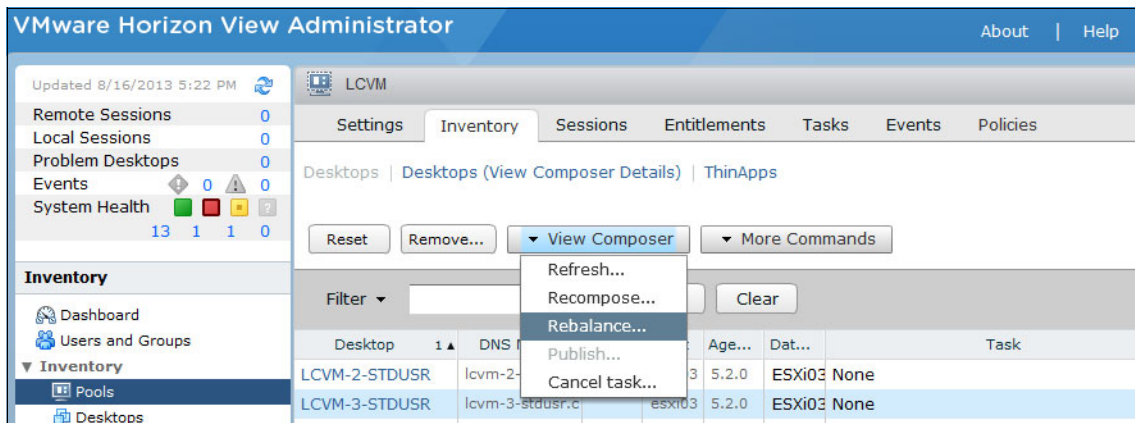 VMware Horizon View Administrator
About | Help
Updated 8/16/2013 5:22 PM
Remote Sessions 0
Local Sessions 0
Problem Desktops 0
Events 0 0
System Health ?
13 1 1 0
Inventory
Dashboard
Users and Groups
Inventory
Pools
Desktops
LCVM
Settings Inventory Sessions Entitlements Tasks Events Policies
Desktops | Desktops (View Composer Details) | ThinApps
Reset Remove... View Composer More Commands
Refresh...
Recompose...
Rebalance...
Publish...
Cancel task...
Filter Clear
Desktop 1 DNS Age... Dat... Task
LCVM-2-STDUSR lcvm-2- 3 5.2.0 ESXi03 None
LCVM-3-STDUSR lcvm-3-stdusr.c esxi03 5.2.0 ESXi03 None